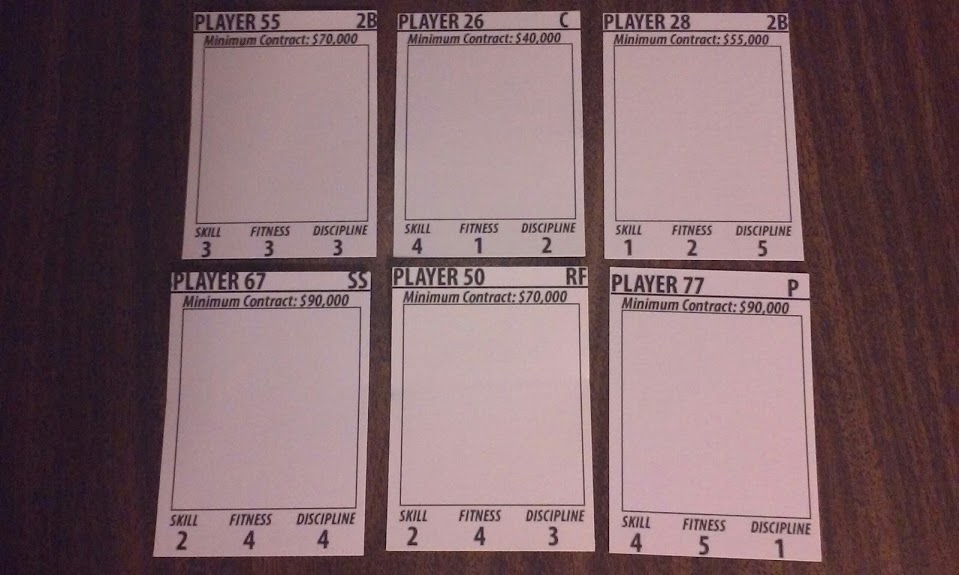 PLAYER 55 2B
Minimum Contract: $70,000
SKILL FITNESS DISCIPLINE
3 3 3
PLAYER 26 C
Minimum Contract: $40,000
SKILL FITNESS DISCIPLINE
4 1 2
PLAYER 28 2B
Minimum Contract: $55,000
SKILL FITNESS DISCIPLINE
1 2 5
PLAYER 67 SS
Minimum Contract: $90,000
SKILL FITNESS DISCIPLINE
2 4 4
PLAYER 50 RF
Minimum Contract: $70,000
SKILL FITNESS DISCIPLINE
2 4 3
PLAYER 77 P
Minimum Contract: $90,000
SKILL FITNESS DISCIPLINE
4 5 1